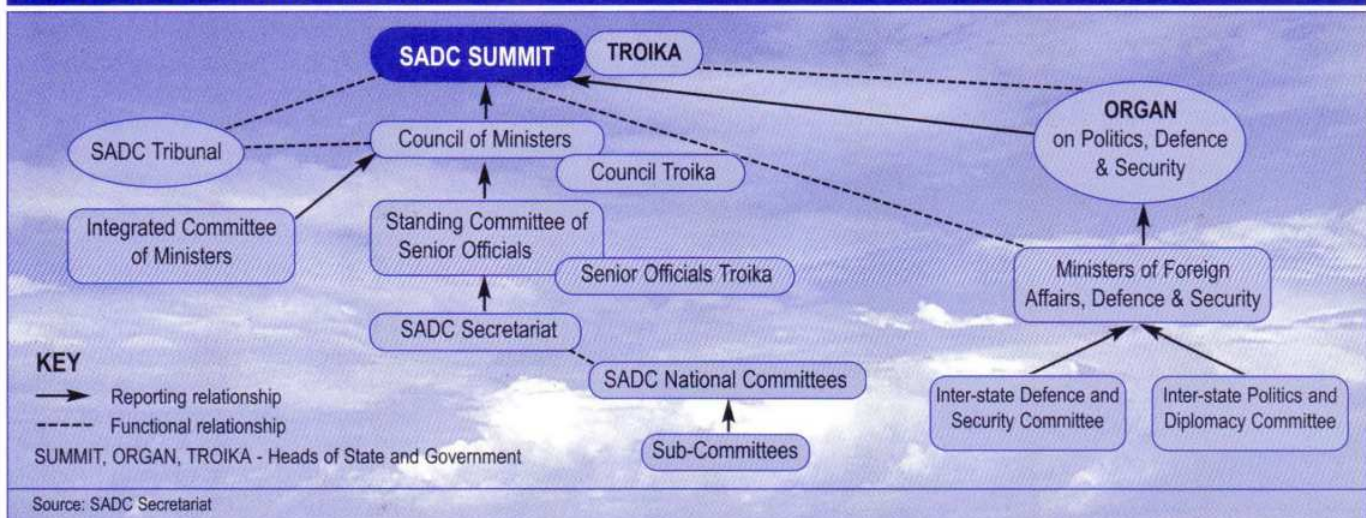 SADC SUMMIT
TROIKA
ORGAN
on Politics, Defence
& Security
SADC Tribunal
Council of Ministers
Council Troika
Integrated Committee
of Ministers
Standing Committee of
Senior Officials
Senior Officials Troika
Ministers of Foreign
Affairs, Defence & Security
SADC Secretariat
SADC National Committees
Inter-state Defence and
Security Committee
Inter-state Politics and
Diplomacy Committee
Sub-Committees
KEY
Reporting relationship
Functional relationship
SUMMIT, ORGAN, TROIKA - Heads of State and Government
Source: SADC Secretariat